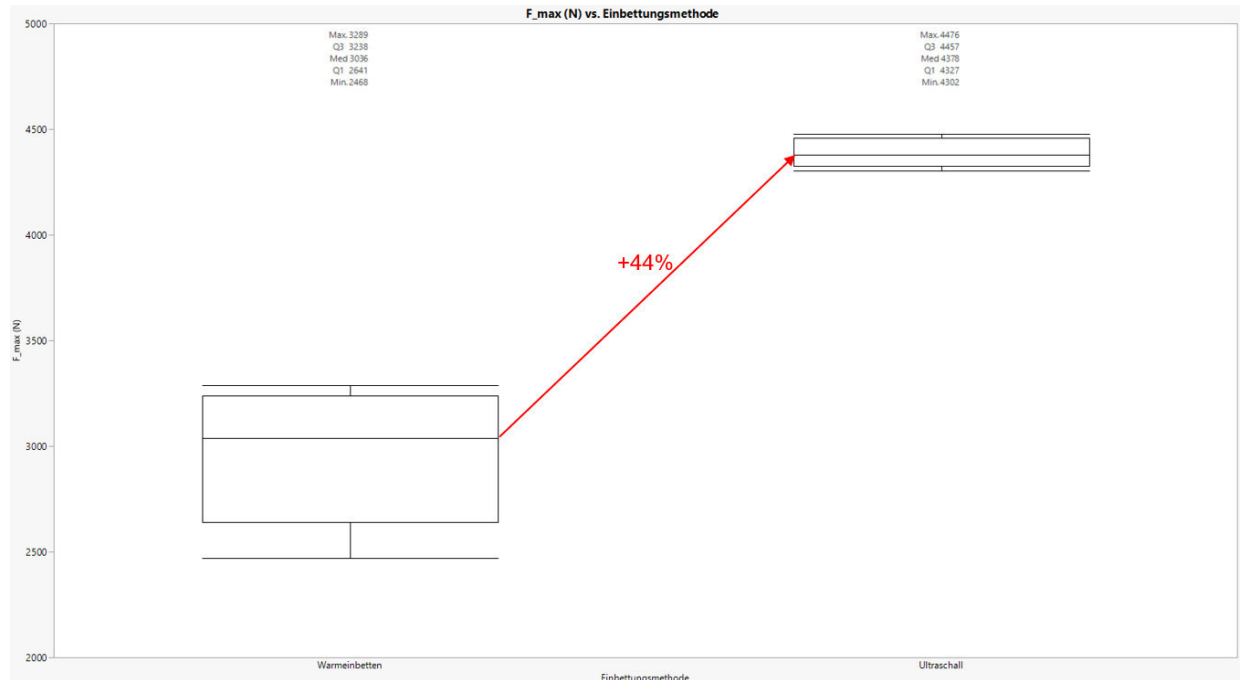 F_max (N) vs. Einbettungsmethode
5000
Max.3289
Q3 3238
Med 3036
Q1 2641
Min.2468
Max.4476
Q3 4457
Med 4378
Q1 4327
Min.4302
4500
4000
+44%
3500
F_max (N)
3000
2500
2000
Warmeinbetten
Ultraschall
Einbettungsmethode